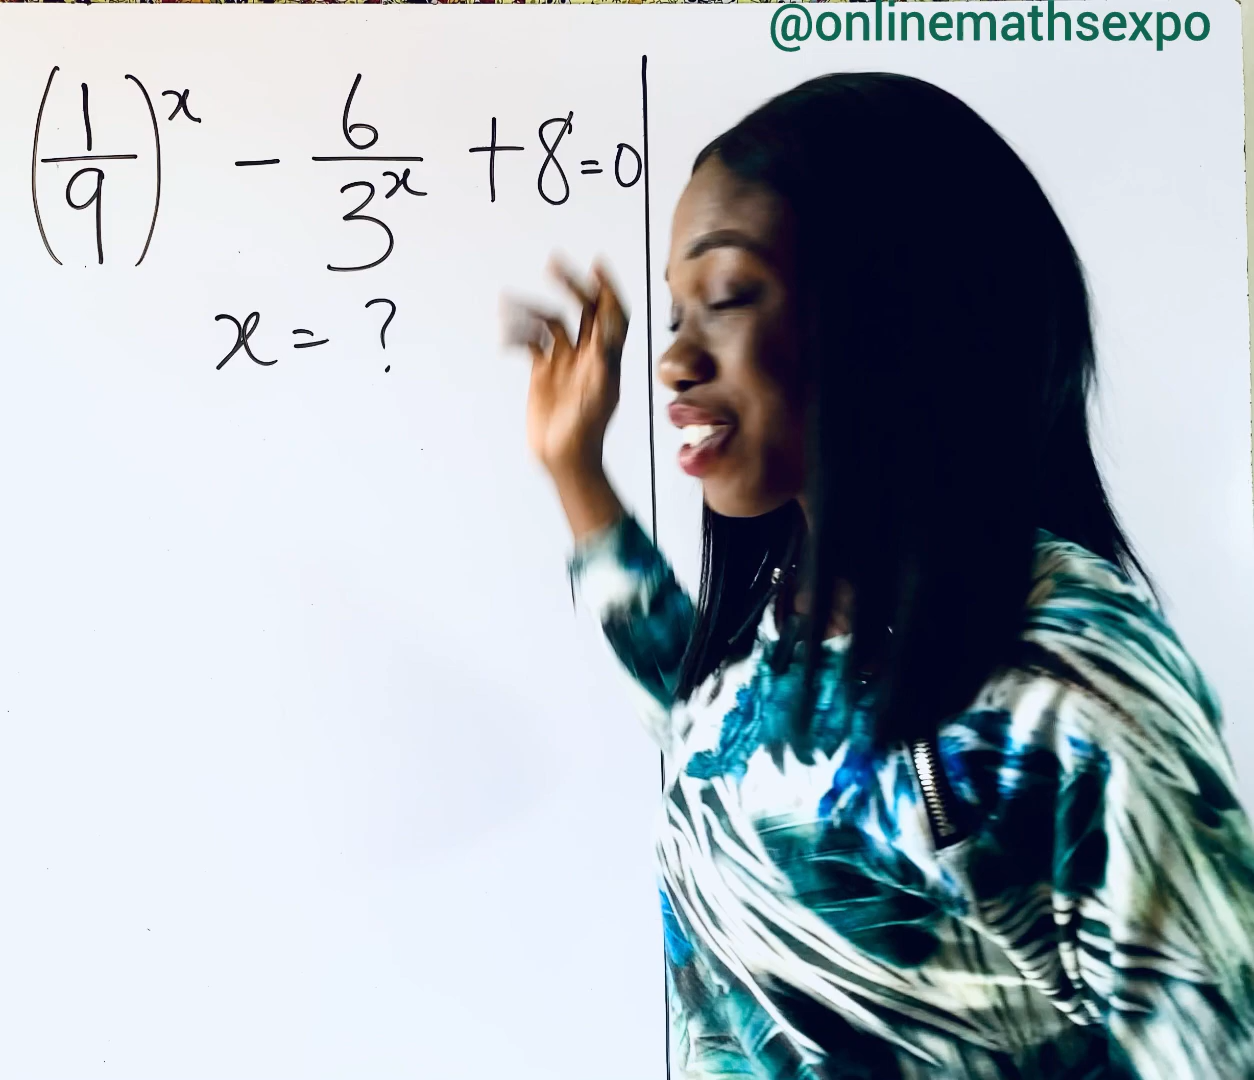 @onlinemathsexpo
(1/9)^x - 6/3^x + 8 = 0
x = ?